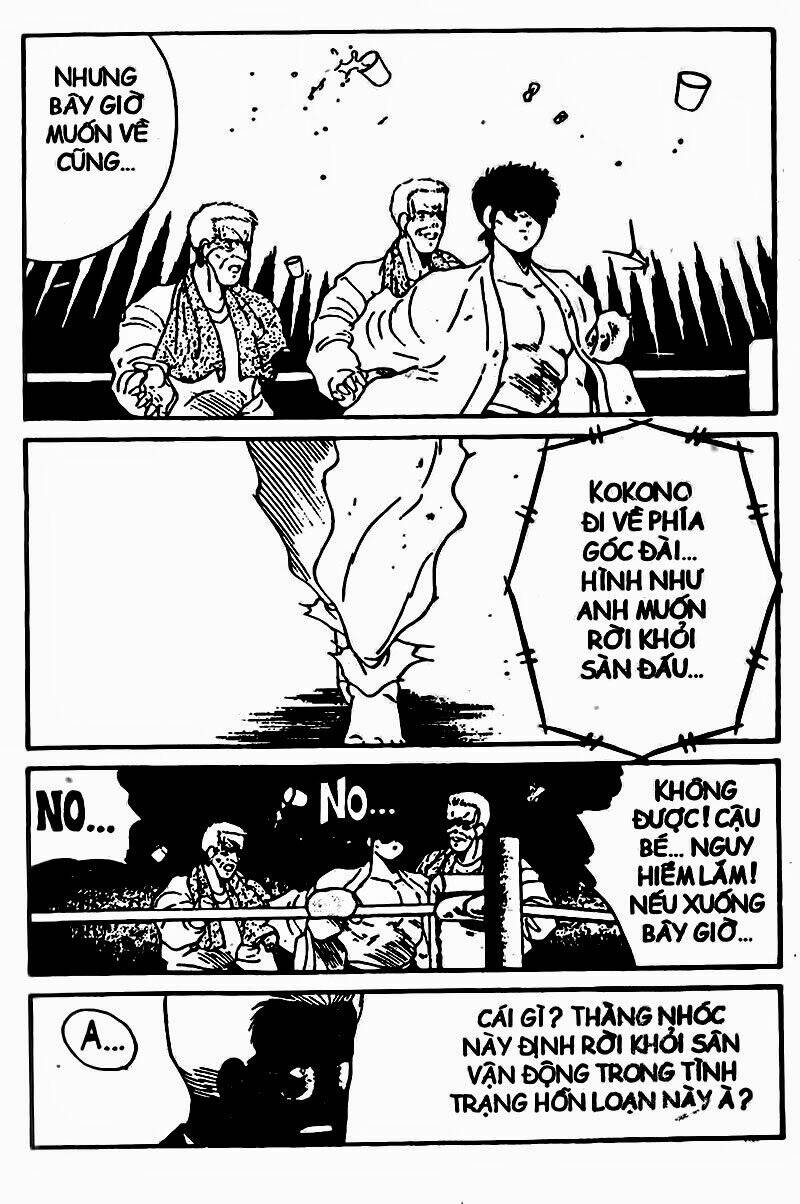 NHƯNG
BÂY GIỜ
MUỐN VỀ
CŨNG...
KOKONO
ĐI VỀ PHÍA
GÓC ĐÀI...
HÌNH NHƯ
ANH MUỐN
RỜI KHỎI
SÀN ĐẤU...
NO...
NO...
KHÔNG
ĐƯỢC! CẬU
BÉ... NGUY
HIỂM LẮM!
NẾU XUỐNG
BÂY GIỜ...
A...
CÁI GÌ? THẰNG NHÓC
NÀY ĐỊNH RỜI KHỎI SÂN
VẬN ĐỘNG TRONG TÌNH
TRẠNG HỖN LOẠN NÀY À?